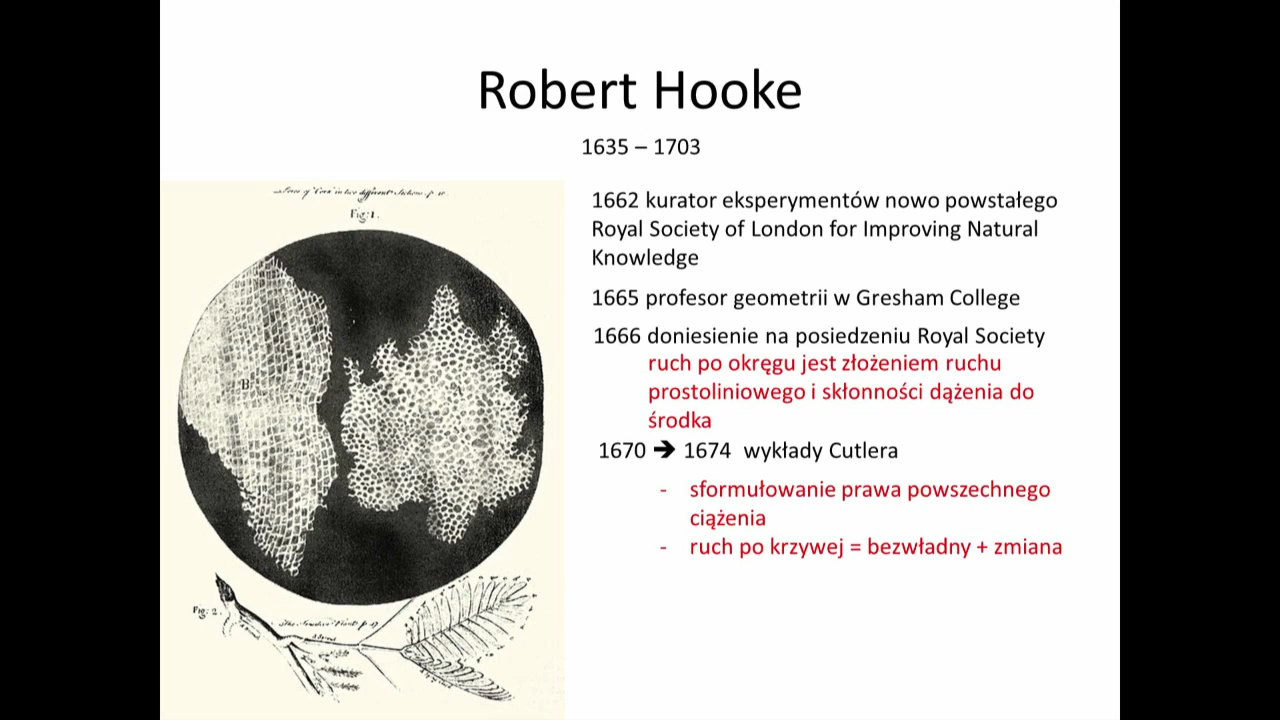 Robert Hooke
1635 – 1703
Fig: 1.
B
A
Fig: 2.
1662 kurator eksperymentów nowo powstałego
Royal Society of London for Improving Natural
Knowledge
1665 profesor geometrii w Gresham College
1666 doniesienie na posiedzeniu Royal Society
ruch po okręgu jest złożeniem ruchu
prostoliniowego i skłonności dążenia do
środka
1670 ➔ 1674 wykłady Cutlera
- sformułowanie prawa powszechnego
ciążenia
- ruch po krzywej = bezwładny + zmiana